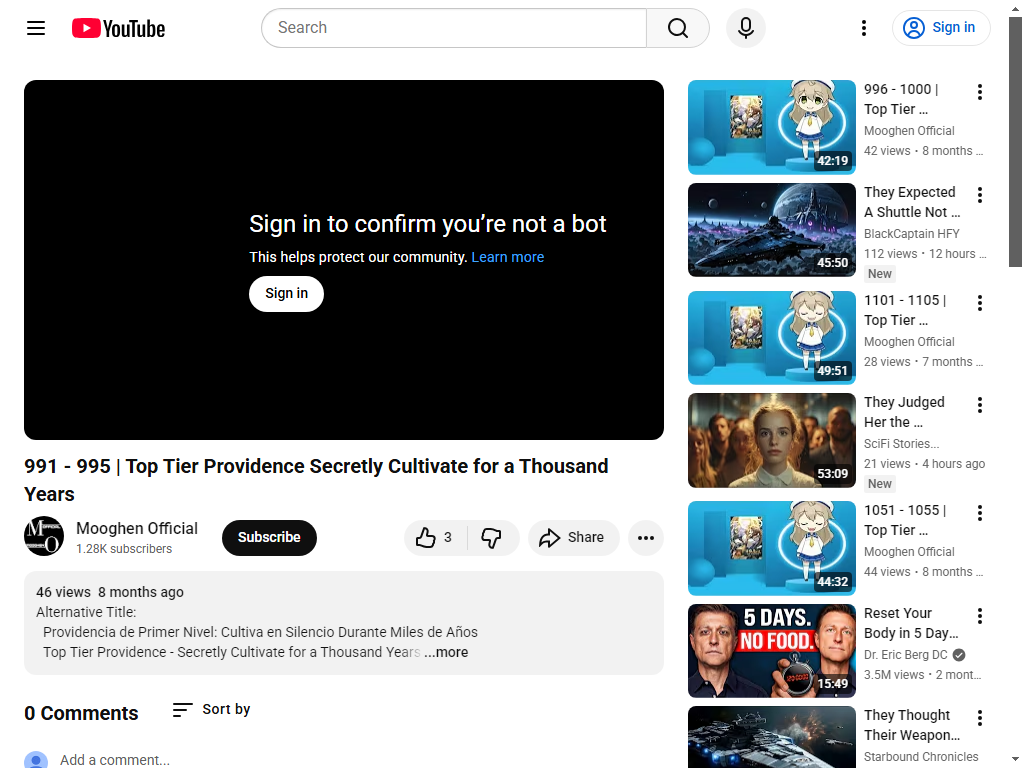 YouTube
Search
Sign in
Sign in to confirm you’re not a bot
This helps protect our community. Learn more
Sign in
991 - 995 | Top Tier Providence Secretly Cultivate for a Thousand
Years
Mooghen Official
1.28K subscribers
Subscribe
3
Share
46 views 8 months ago
Alternative Title:
Providencia de Primer Nivel: Cultiva en Silencio Durante Miles de Años
Top Tier Providence - Secretly Cultivate for a Thousand Years ...more
0 Comments
Sort by
Add a comment...
42:19
996 - 1000 |
Top Tier ...
Mooghen Official
42 views • 8 months ...
45:50
They Expected
A Shuttle Not ...
BlackCaptain HFY
112 views • 12 hours ...
New
49:51
1101 - 1105 |
Top Tier ...
Mooghen Official
28 views • 7 months ...
53:09
They Judged
Her the ...
SciFi Stories...
21 views • 4 hours ago
New
44:32
1051 - 1055 |
Top Tier ...
Mooghen Official
44 views • 8 months ...
5 DAYS.
NO FOOD.
15:49
Reset Your
Body in 5 Day...
Dr. Eric Berg DC
3.5M views • 2 mont...
They Thought
Their Weapon...
Starbound Chronicles